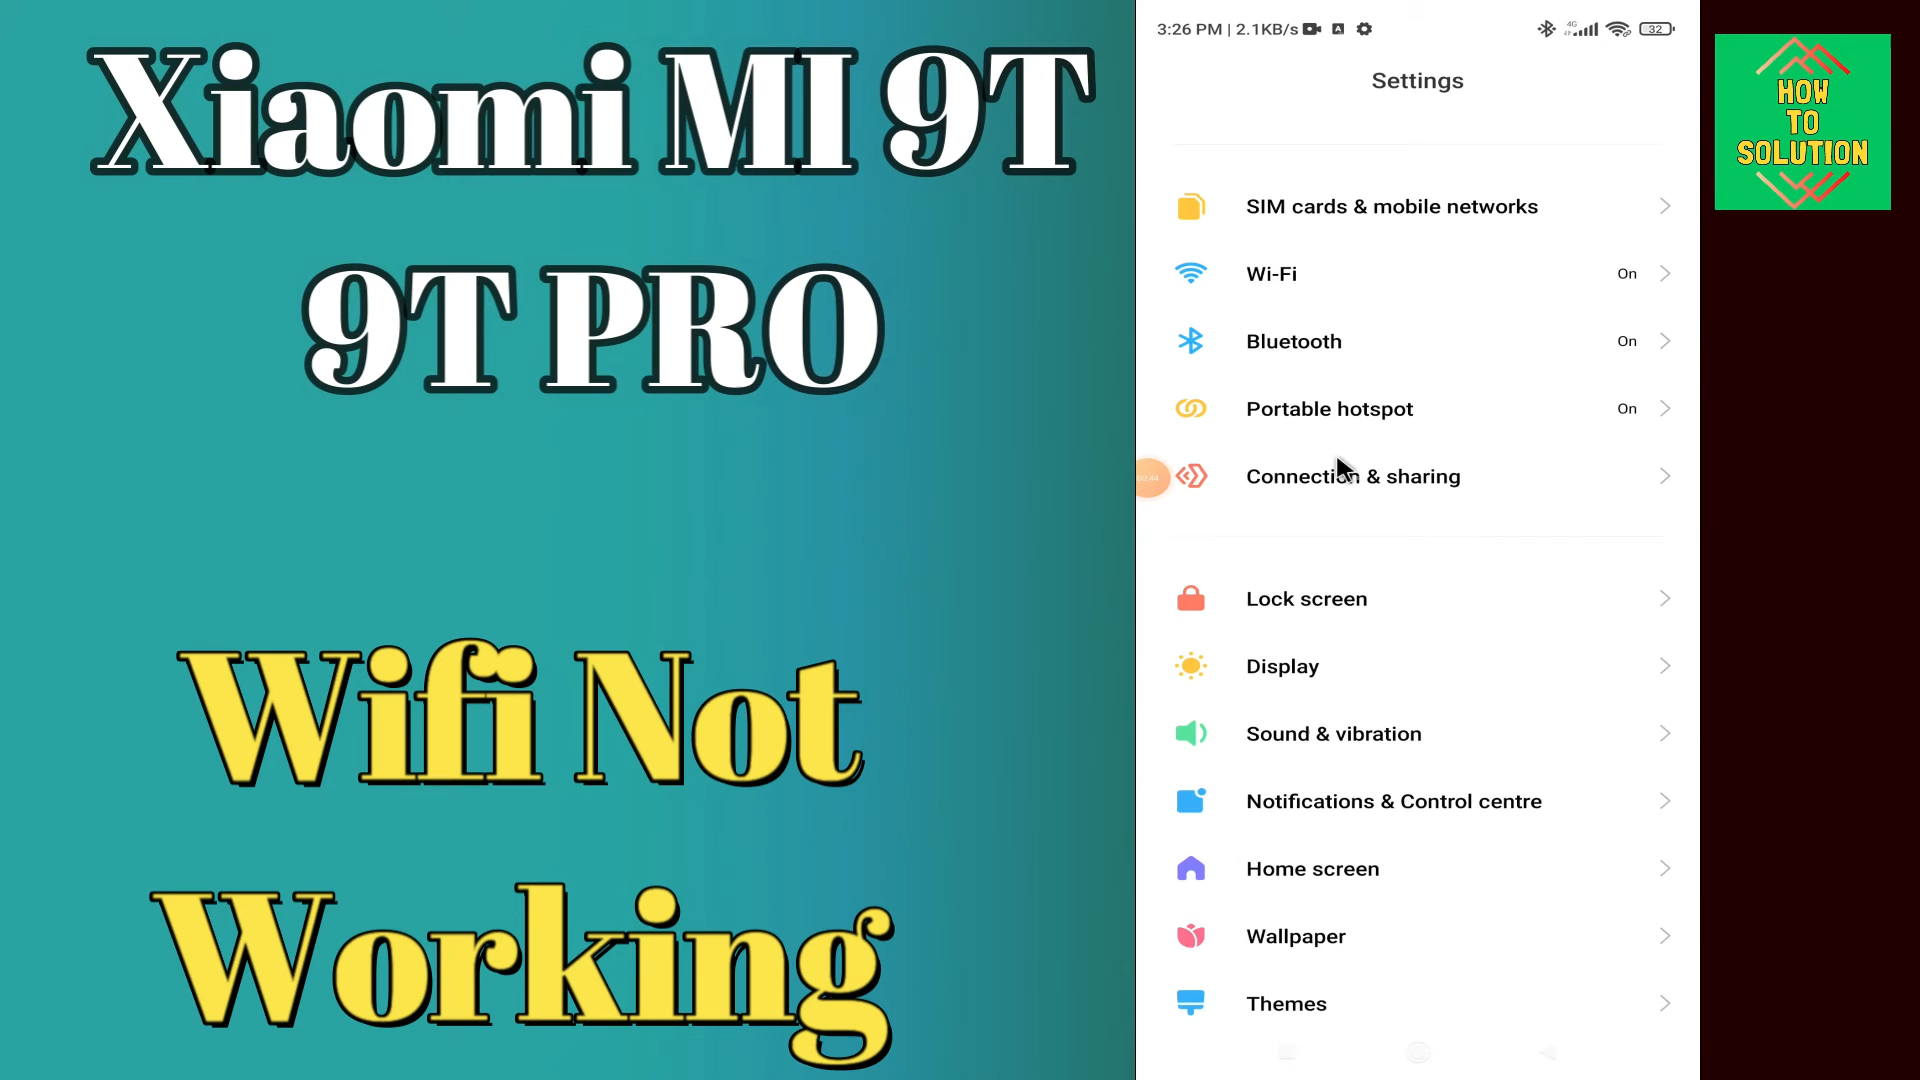 Xiaomi MI 9T
9T PRO
Wifi Not
Working
3:26 PM | 2.1KB/s
4G
32
Settings
SIM cards & mobile networks
Wi-Fi On
Bluetooth On
Portable hotspot On
Connection & sharing
Lock screen
Display
Sound & vibration
Notifications & Control centre
Home screen
Wallpaper
Themes
HOW
TO
SOLUTION